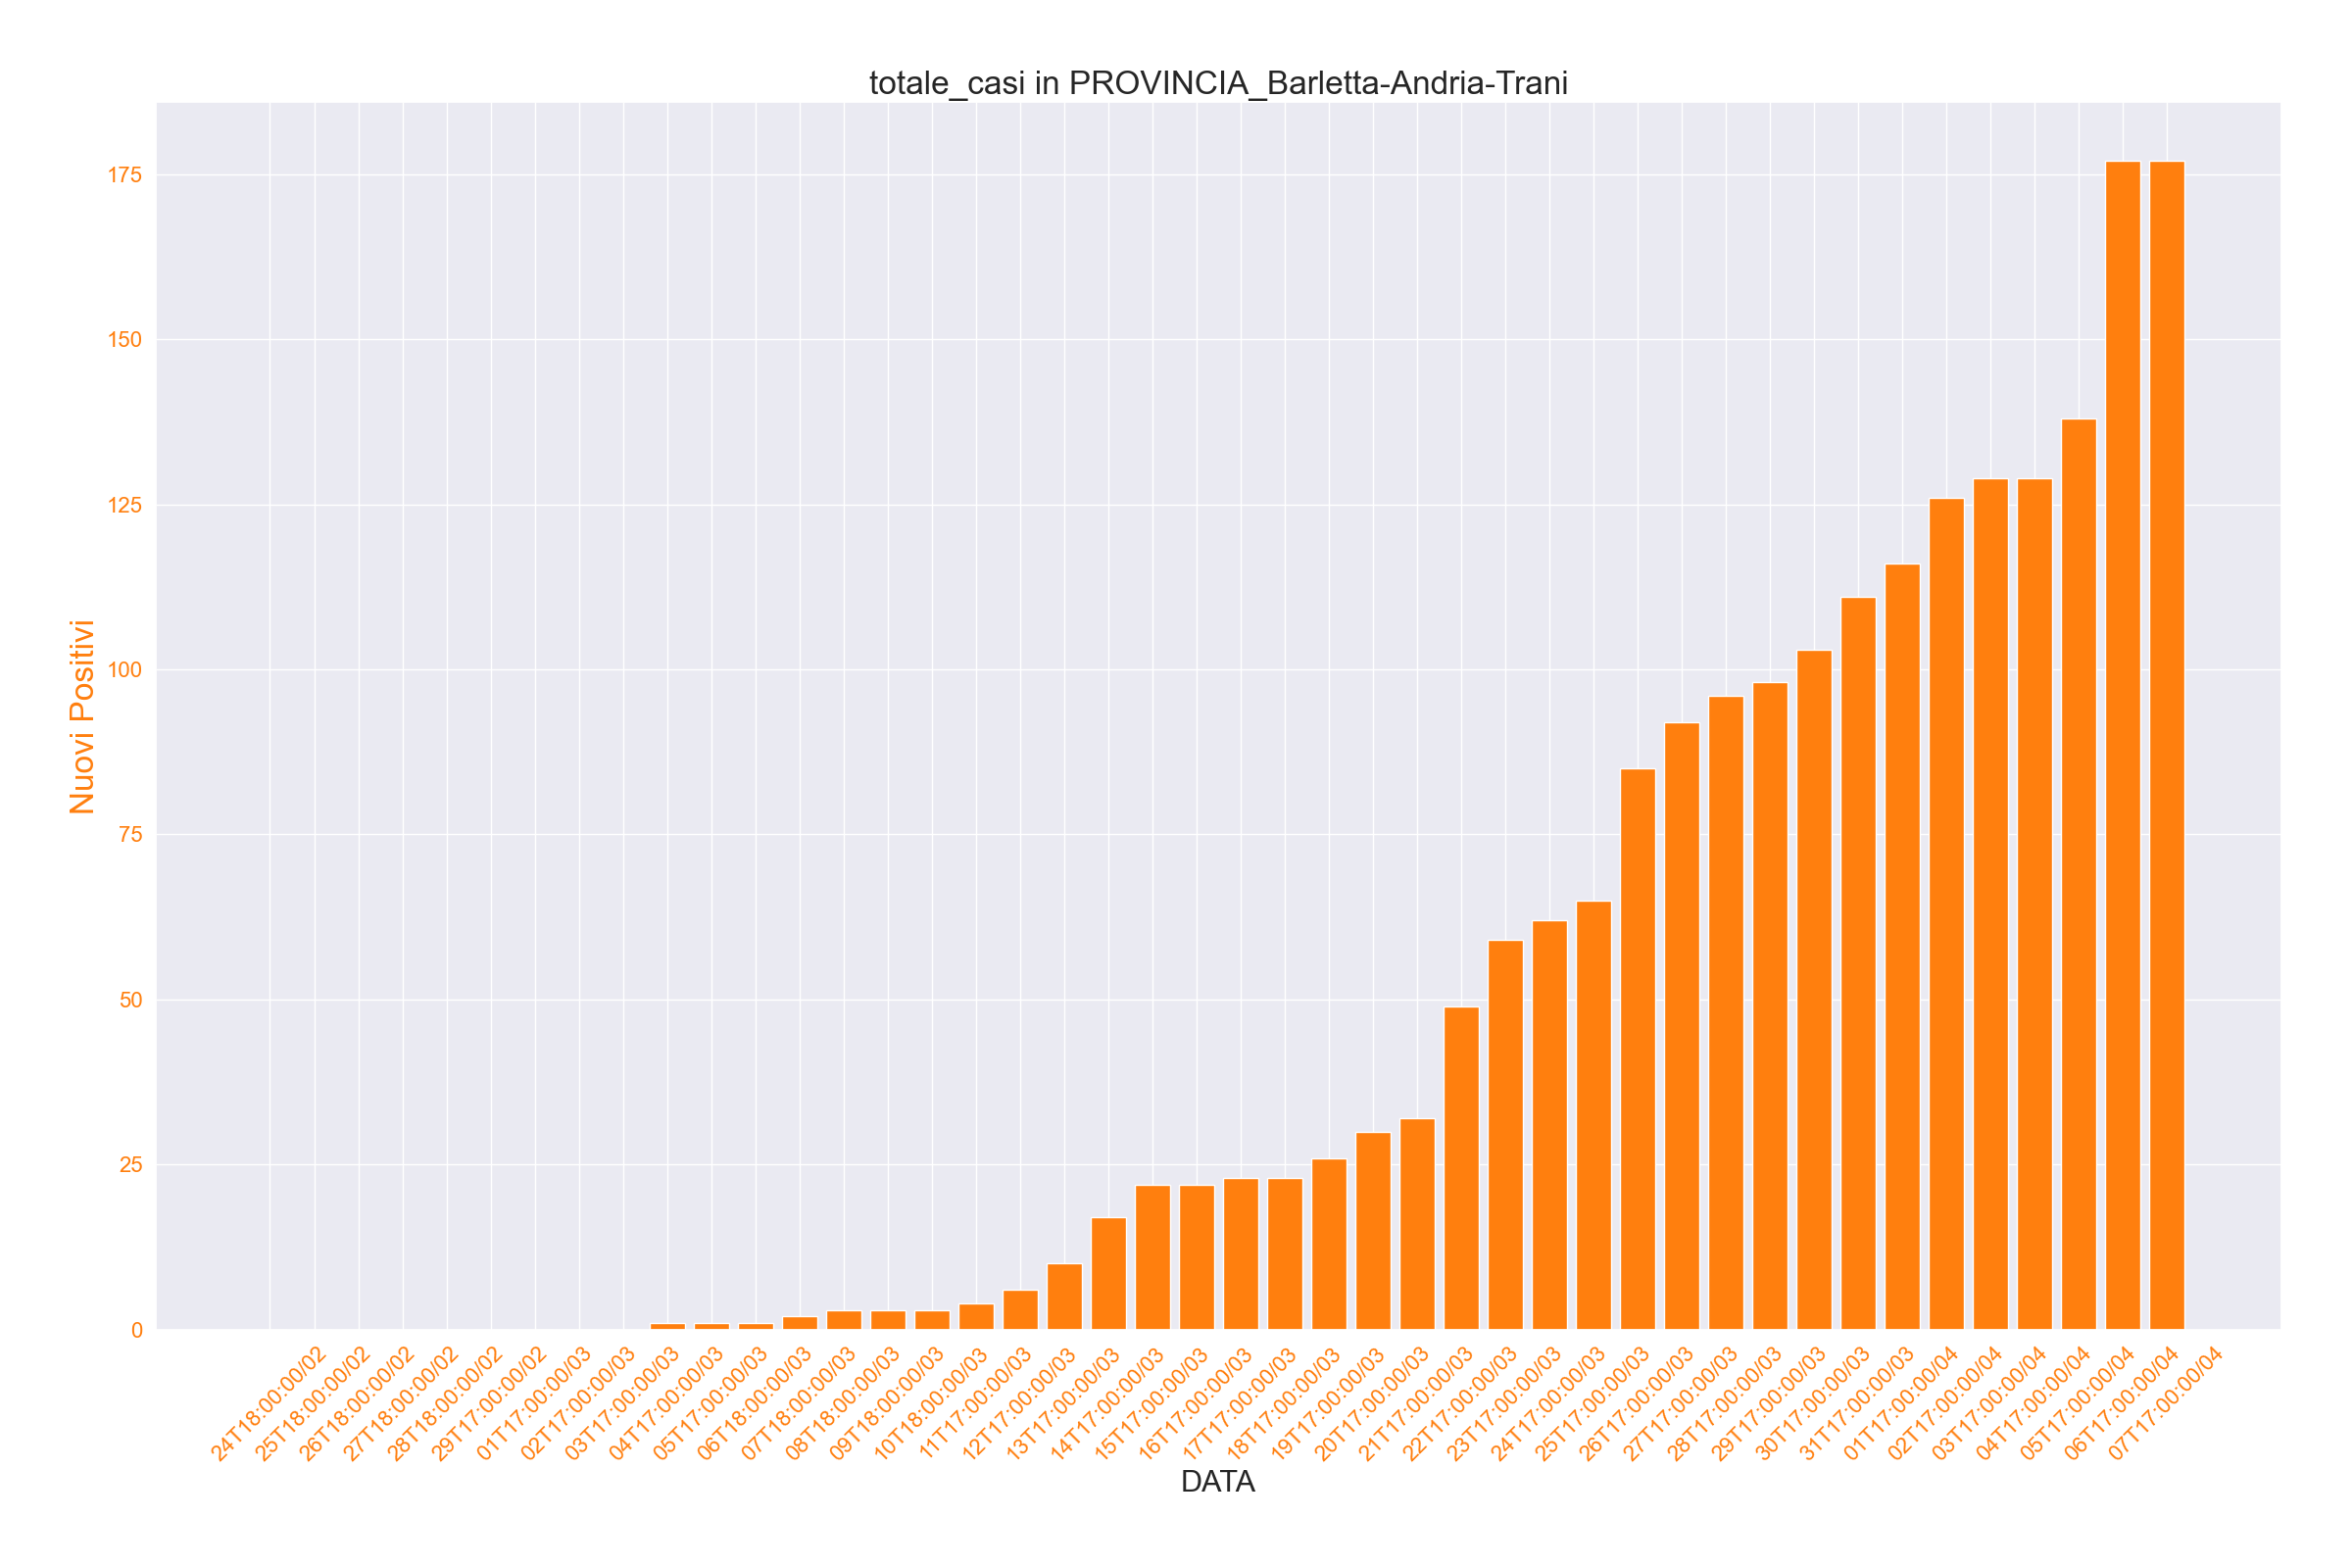 totale_casi in PROVINCIA_Barletta-Andria-Trani
Nuovi Positivi
175
150
125
100
75
50
25
0
24T18:00:00/02
25T18:00:00/02
26T18:00:00/02
27T18:00:00/02
28T18:00:00/02
29T17:00:00/02
01T17:00:00/03
02T17:00:00/03
03T17:00:00/03
04T17:00:00/03
05T17:00:00/03
06T18:00:00/03
07T18:00:00/03
08T18:00:00/03
09T18:00:00/03
10T18:00:00/03
11T17:00:00/03
12T17:00:00/03
13T17:00:00/03
14T17:00:00/03
15T17:00:00/03
16T17:00:00/03
17T17:00:00/03
18T17:00:00/03
19T17:00:00/03
20T17:00:00/03
21T17:00:00/03
22T17:00:00/03
23T17:00:00/03
24T17:00:00/03
25T17:00:00/03
26T17:00:00/03
27T17:00:00/03
28T17:00:00/03
29T17:00:00/03
30T17:00:00/03
31T17:00:00/03
01T17:00:00/04
02T17:00:00/04
03T17:00:00/04
04T17:00:00/04
05T17:00:00/04
06T17:00:00/04
07T17:00:00/04
DATA